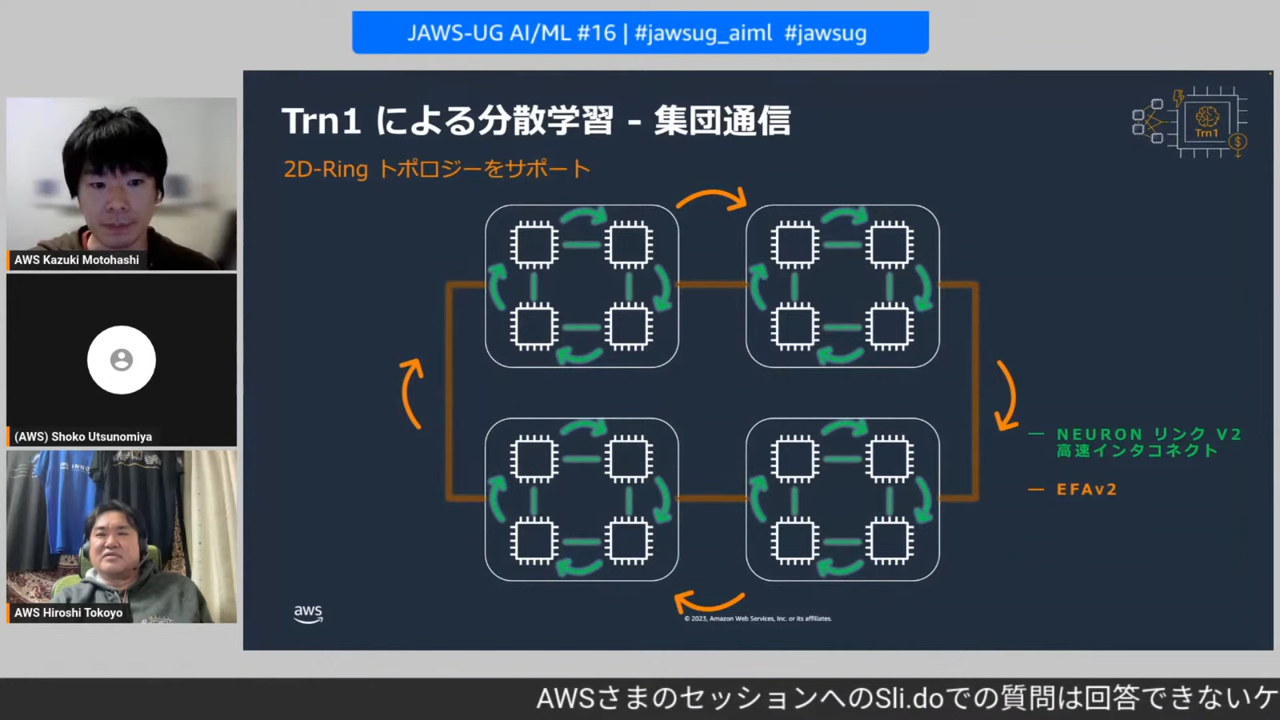 JAWS-UG AI/ML #16 | #jawsug_aiml #jawsug
Trn1 による分散学習 - 集団通信
2D-Ring トポロジーをサポート
Trn1
$
AWS Kazuki Motohashi
(AWS) Shoko Utsunomiya
AWS Hiroshi Tokoyo
NEURON リンク V2
高速インタコネクト
EFAv2
aws
© 2023, Amazon Web Services, Inc. or its affiliates.
AWSさまのセッションへのSli.doでの質問は回答できないケ